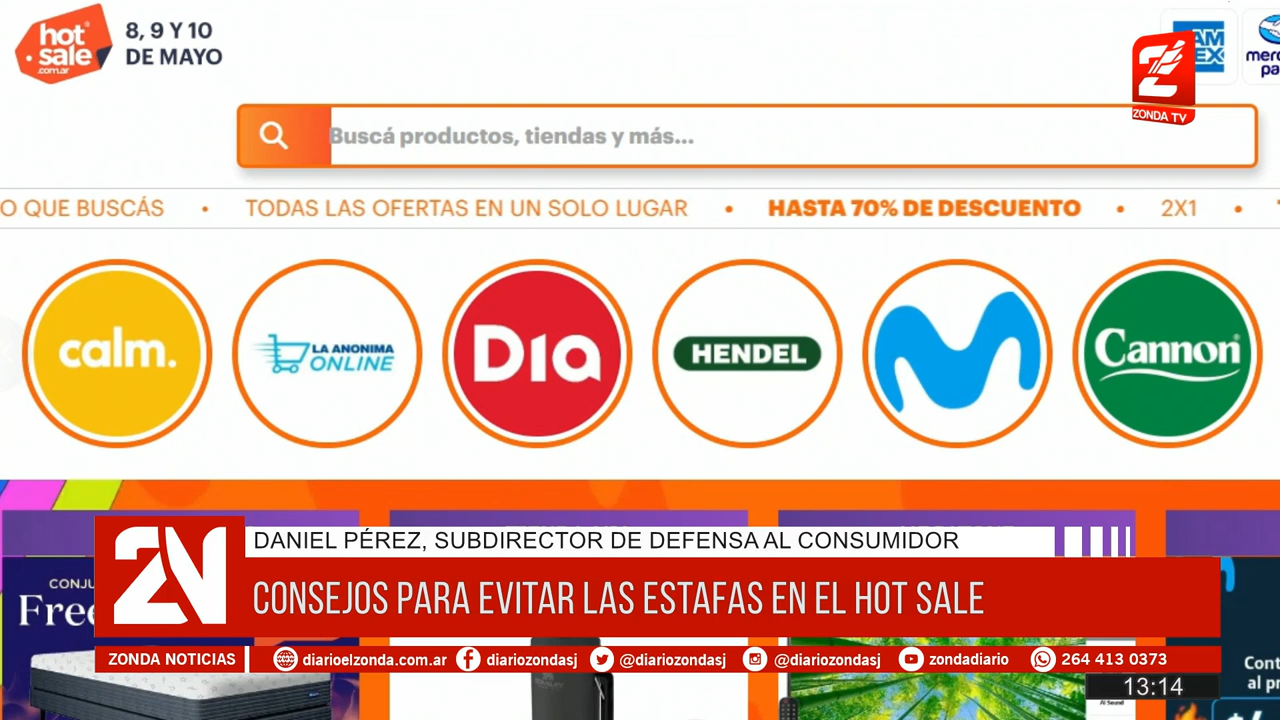 hot sale .com.ar
8, 9 Y 10
DE MAYO
AM EX
ZONDA TV
Buscá productos, tiendas y más...
O QUE BUSCÁS • TODAS LAS OFERTAS EN UN SOLO LUGAR • HASTA 70% DE DESCUENTO • 2X1 •
calm.
LA ANONIMA ONLINE
DIa
HENDEL
Cannon
ZN
DANIEL PÉREZ, SUBDIRECTOR DE DEFENSA AL CONSUMIDOR
CONSEJOS PARA EVITAR LAS ESTAFAS EN EL HOT SALE
ZONDA NOTICIAS
diarioelzonda.com.ar
diariozondasj
@diariozondasj
@diariozondasj
zondadiario
264 413 0373
13:14